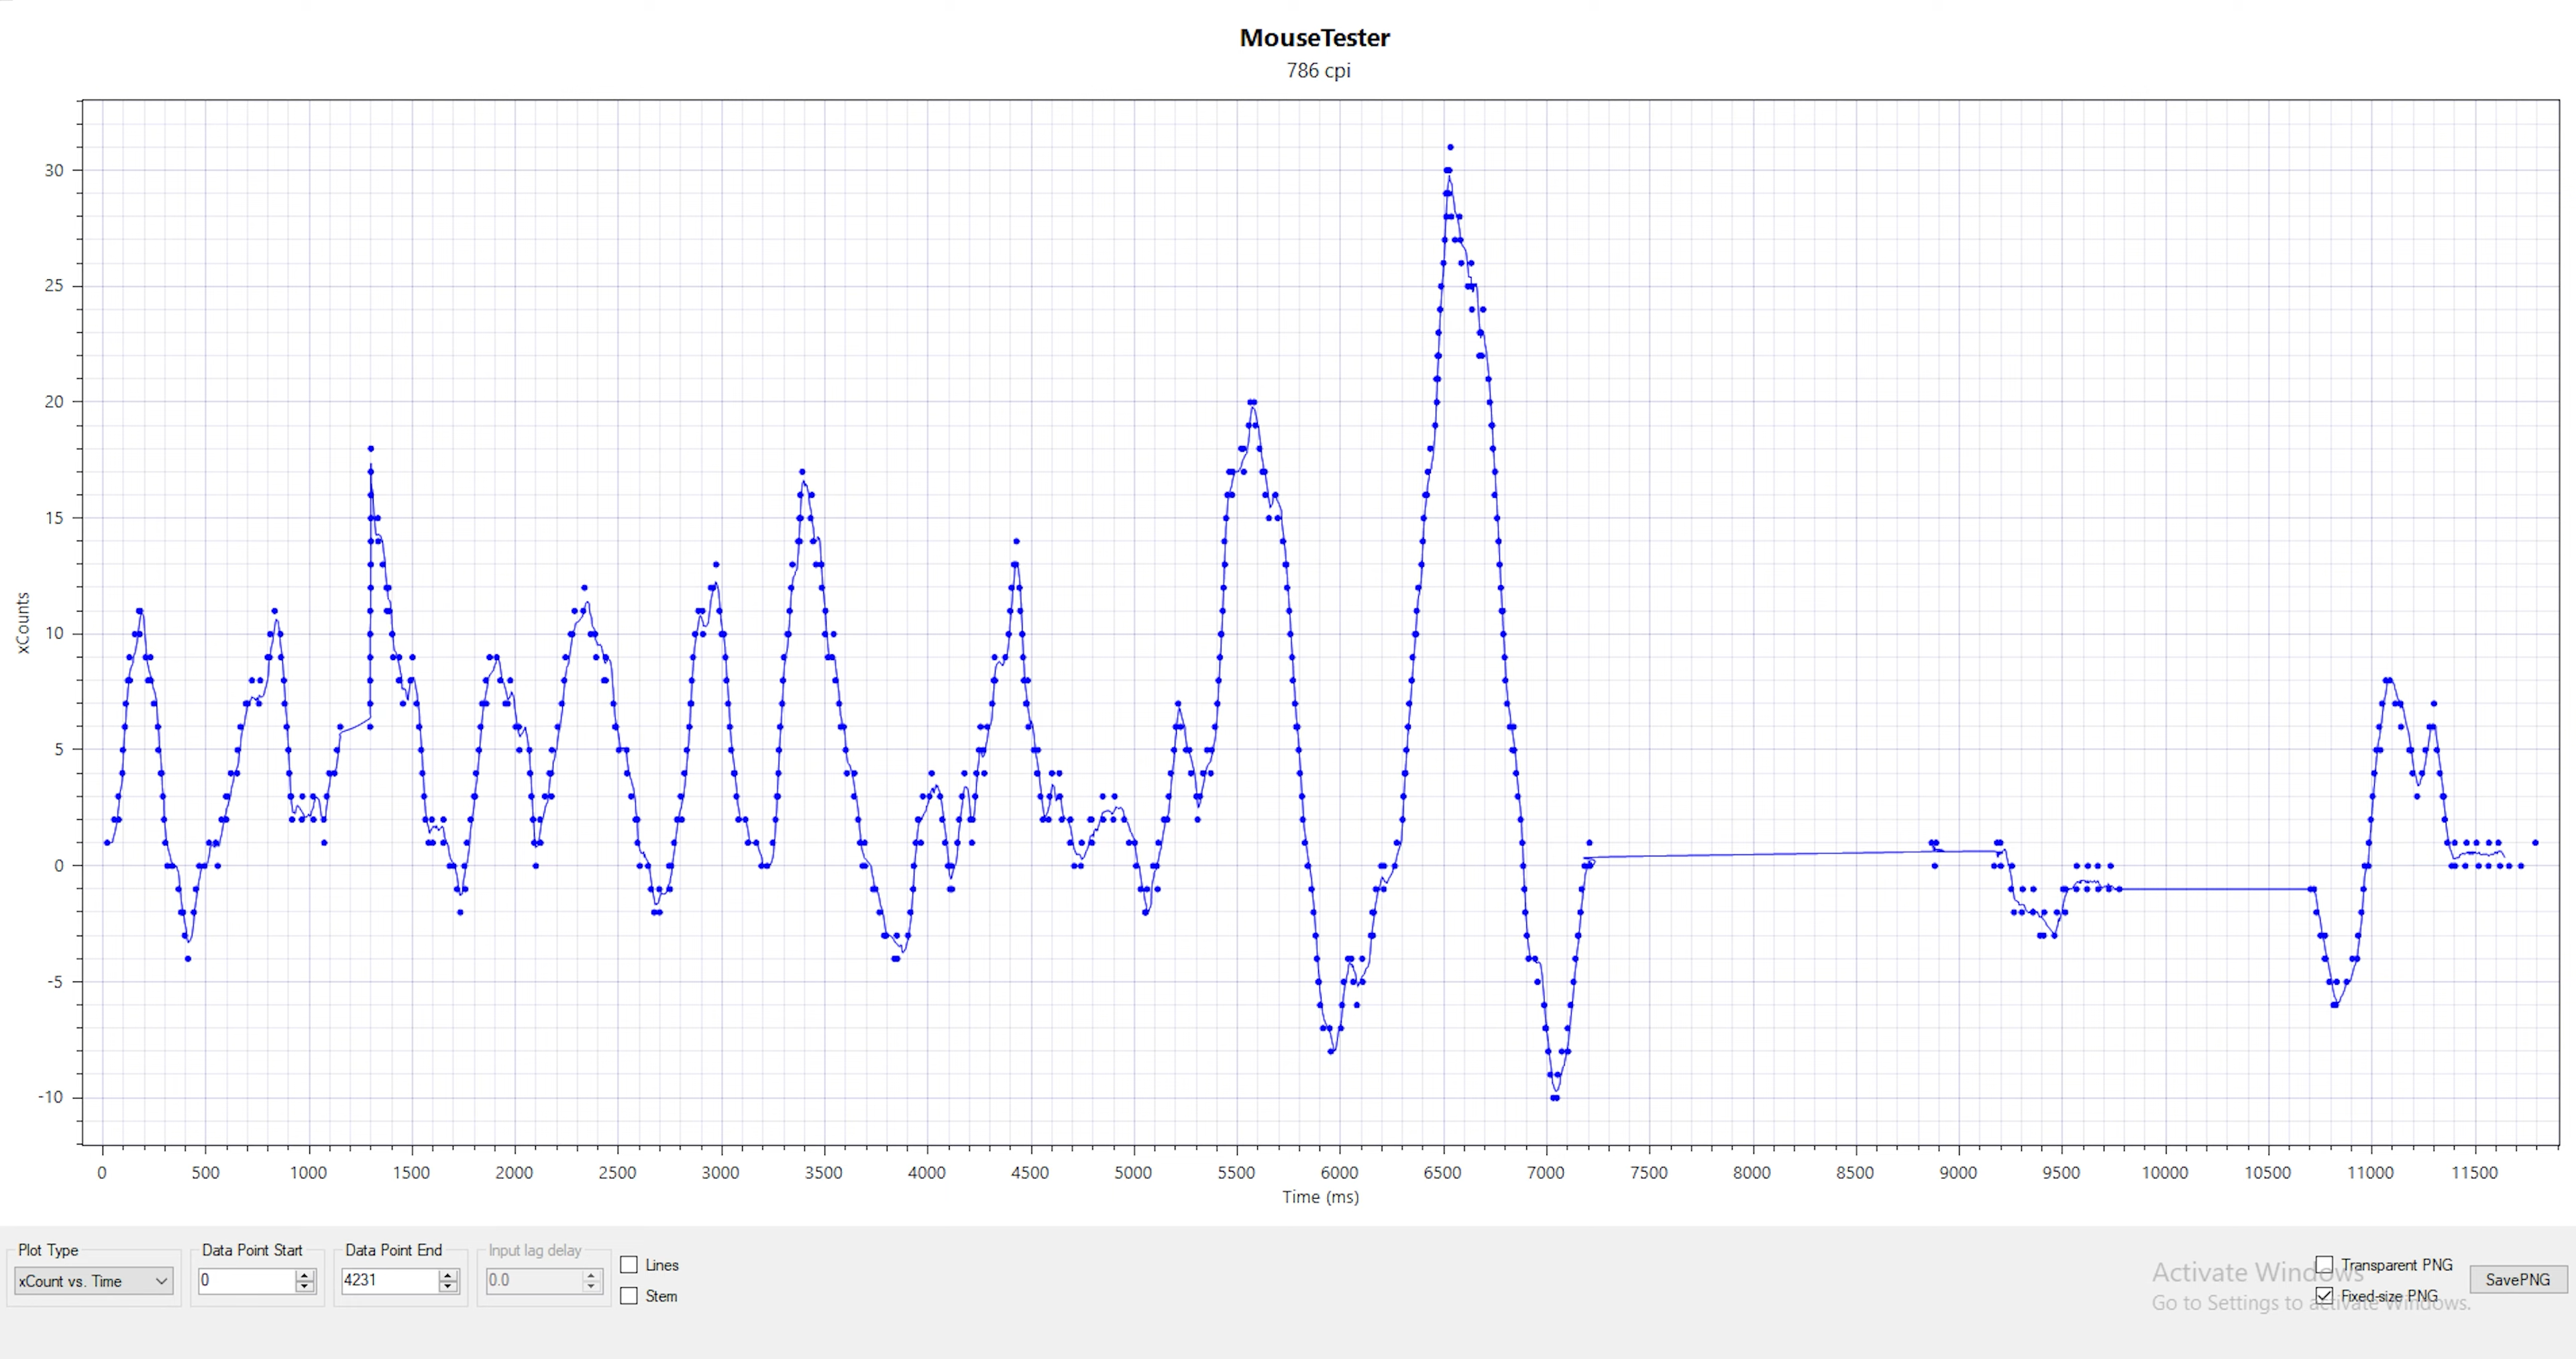 MouseTester
786 cpi
30
25
20
15
10
5
0
-5
-10
xCounts
0 500 1000 1500 2000 2500 3000 3500 4000 4500 5000 5500 6000 6500 7000 7500 8000 8500 9000 9500 10000 10500 11000 11500
Time (ms)
Plot Type Data Point Start Data Point End Input lag delay
xCount vs. Time 0 4231 0.0
Lines
Stem
Transparent PNG
Fixed-size PNG
SavePNG
Activate Windows
Go to Settings to activate Windows.